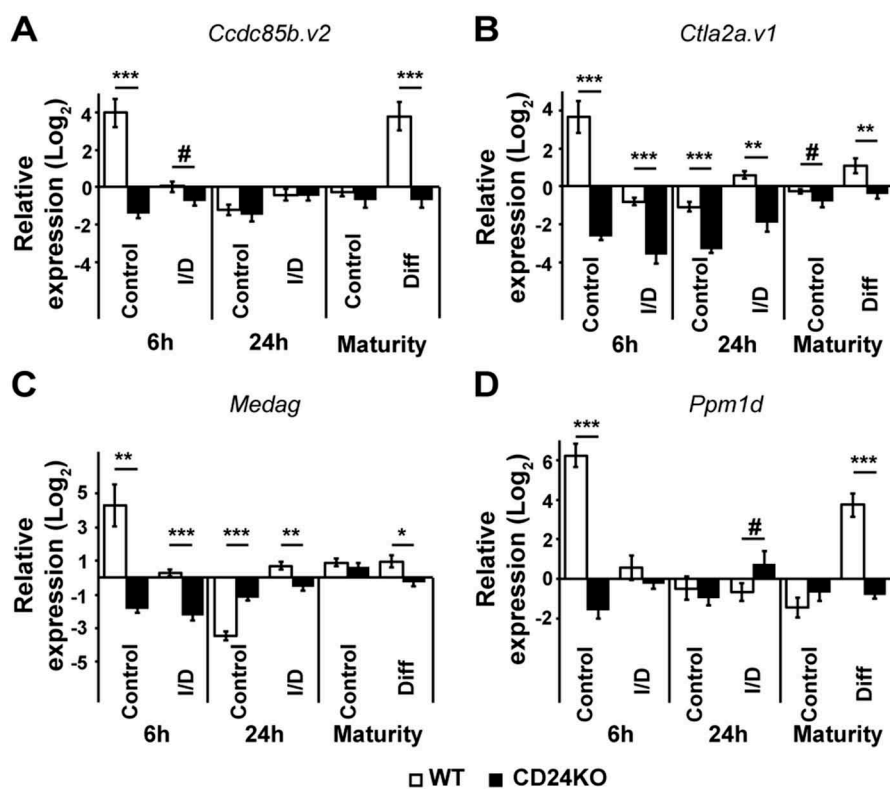 A
Ccdc85b.v2
Relative expression (Log2)
4
2
0
-2
-4
***
#
***
Control
I/D
Control
I/D
Control
Diff
6h
24h
Maturity
B
Ctla2a.v1
Relative expression (Log2)
4
2
0
-2
-4
***
***
***
**
#
**
Control
I/D
Control
I/D
Control
Diff
6h
24h
Maturity
C
Medag
Relative expression (Log2)
5
3
1
-1
-3
-5
**
***
***
**
*
Control
I/D
Control
I/D
Control
Diff
6h
24h
Maturity
D
Ppm1d
Relative expression (Log2)
6
4
2
0
-2
***
#
***
Control
I/D
Control
I/D
Control
Diff
6h
24h
Maturity
WT
CD24KO